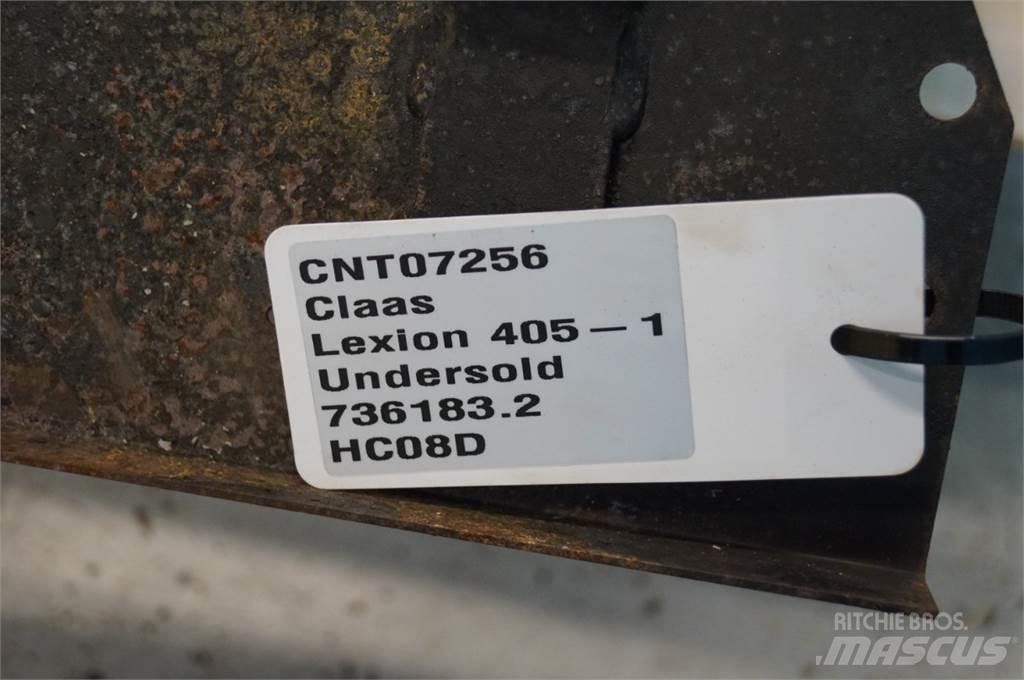 CNT07256
Claas
Lexion 405 – 1
Undersold
736183.2
HC08D
RITCHIE BROS.
MASCUS